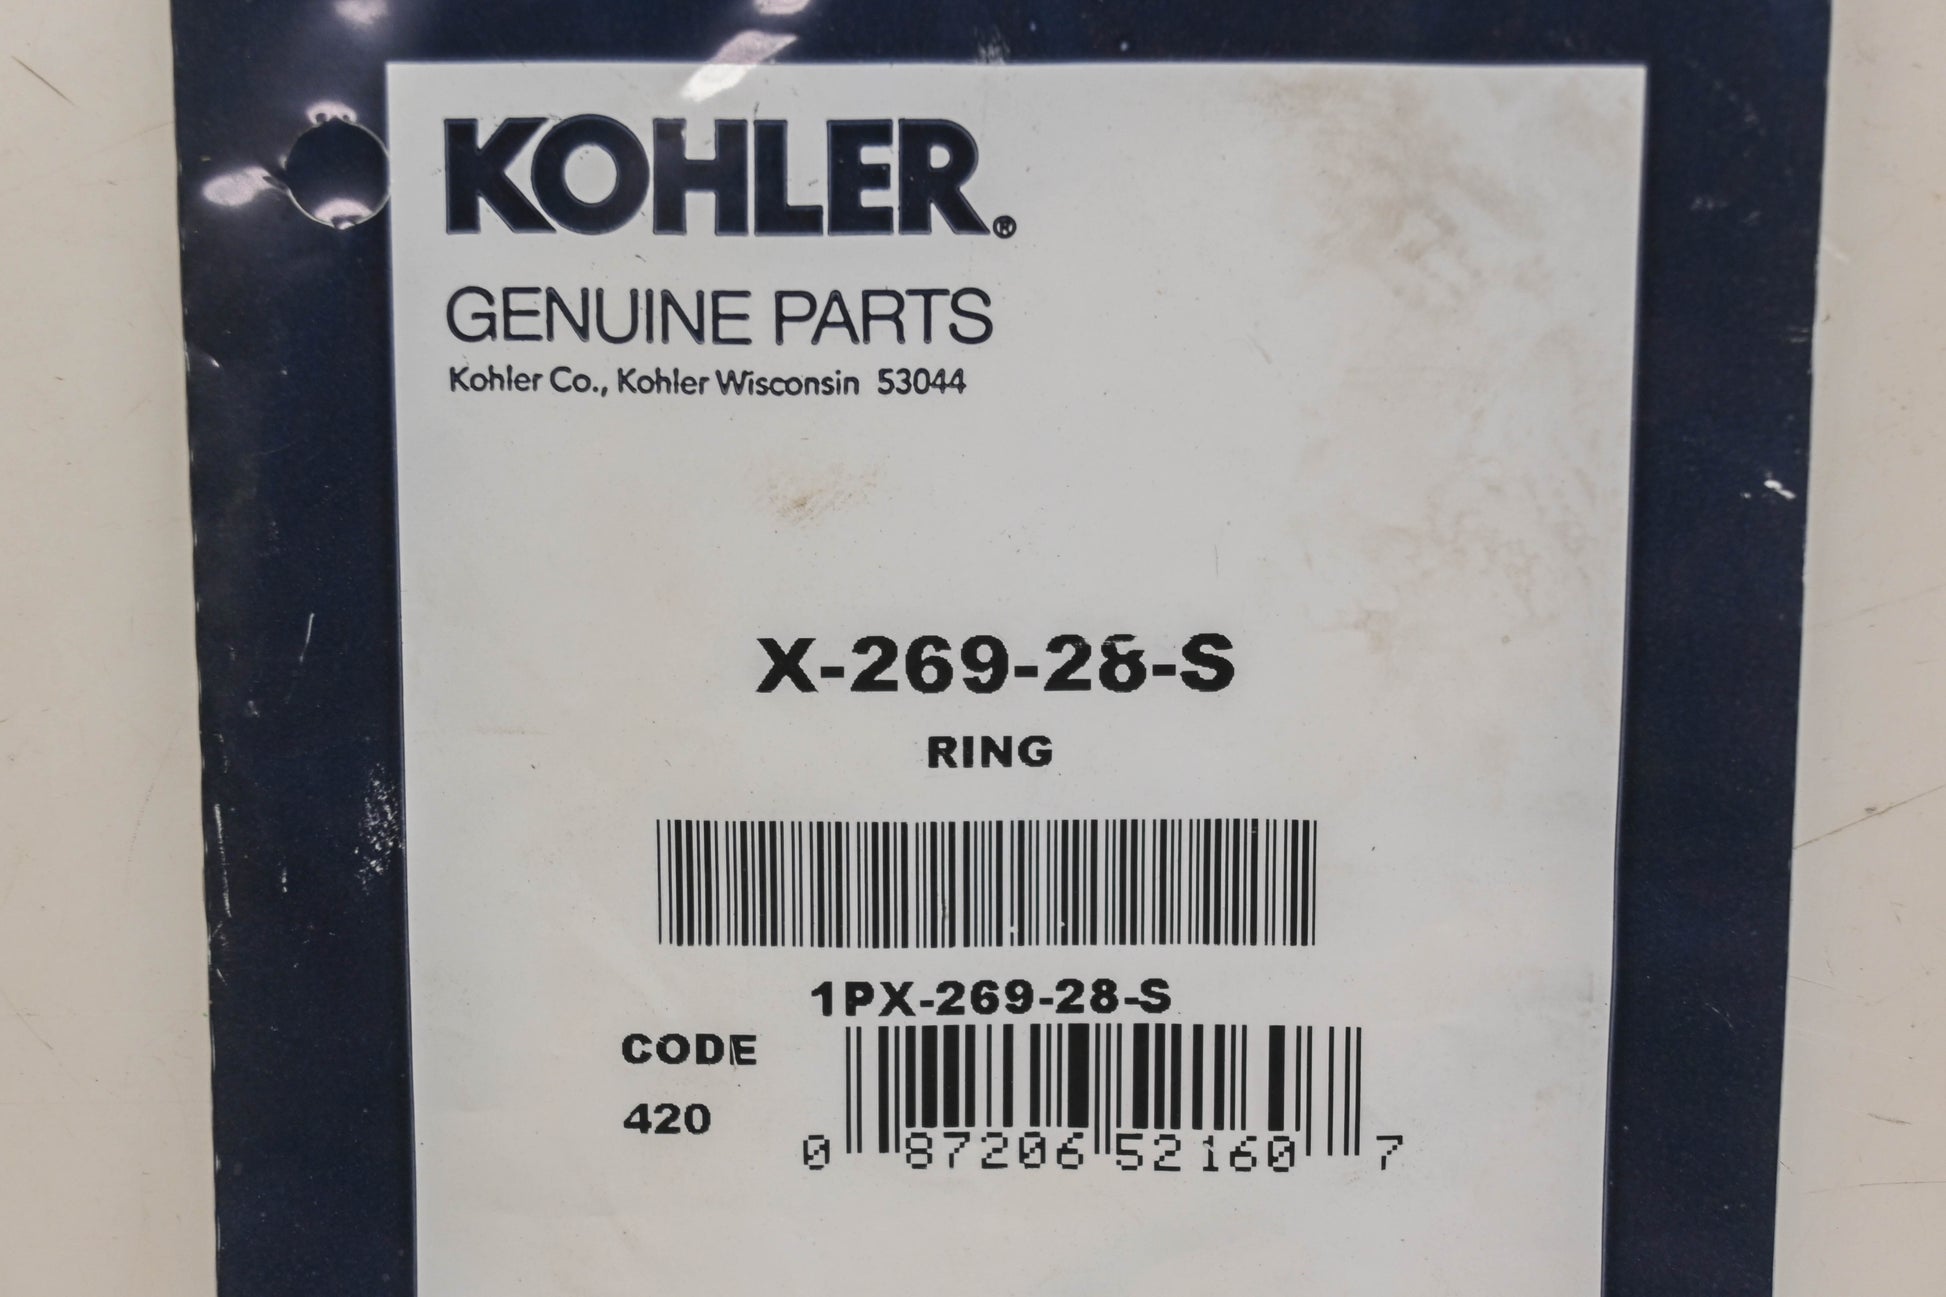 KOHLER®
GENUINE PARTS
Kohler Co., Kohler Wisconsin 53044
X-269-28-S
RING
1PX-269-28-S
CODE
420
0 87206 52160 7